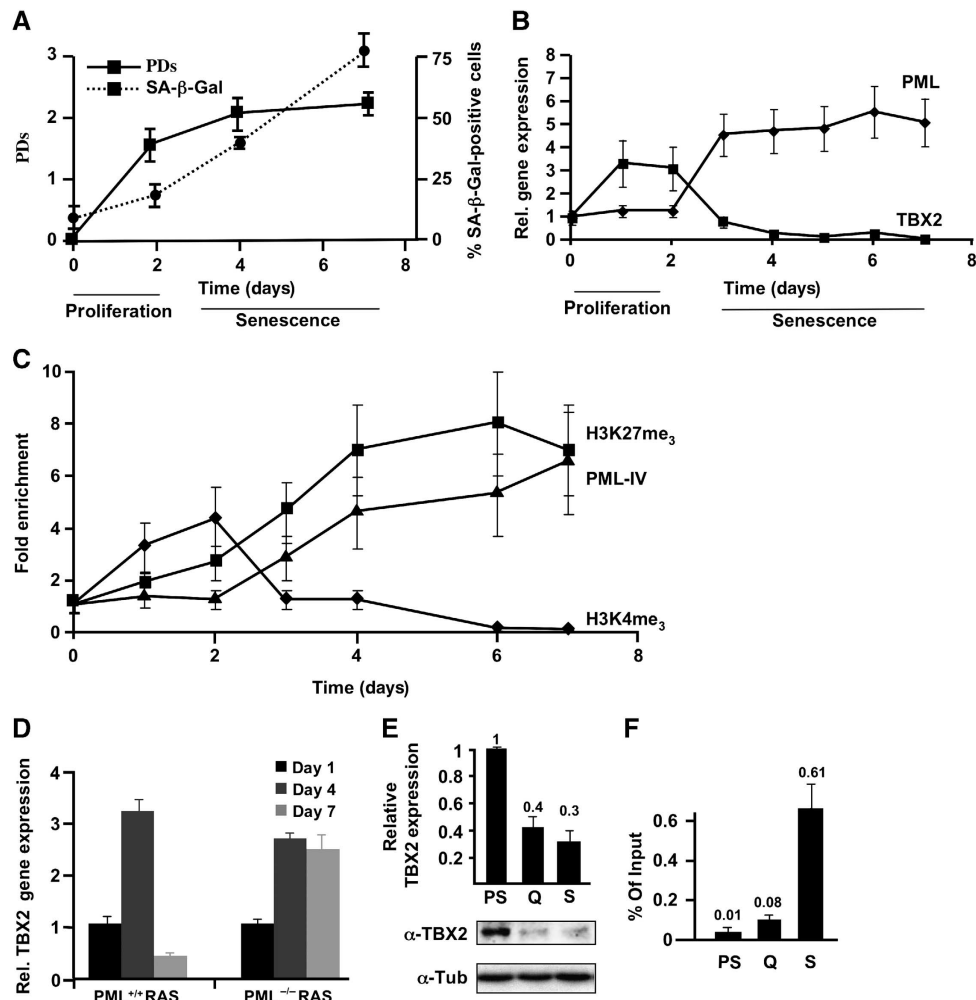 A
3
2
1
0
PDs
PDs
SA-β-Gal
75
50
25
0
% SA-β-Gal-positive cells
0 2 4 6 8
Time (days)
Proliferation
Senescence
B
8
7
6
5
4
3
2
1
0
Rel. gene expression
PML
TBX2
0 2 4 6 8
Time (days)
Proliferation
Senescence
C
10
8
6
4
2
0
Fold enrichment
H3K27me3
PML-IV
H3K4me3
0 2 4 6 8
Time (days)
D
4
3
2
1
0
Rel. TBX2 gene expression
Day 1
Day 4
Day 7
PML+/+RAS PML−/−RAS
E
Relative
TBX2 expression
1
0.8
0.6
0.4
0.2
1
0.4
0.3
PS Q S
α-TBX2
α-Tub
F
% Of Input
0.6
0.4
0.2
0
0.01
0.08
0.61
PS Q S